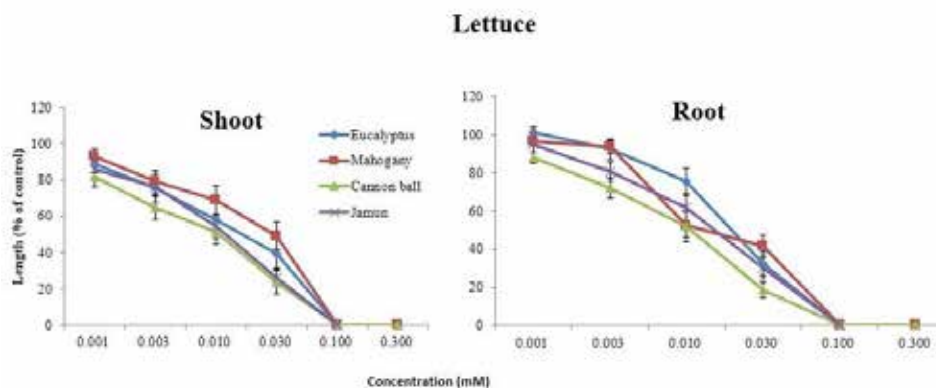 Lettuce
Shoot
Root
Eucalyptus
Mahogany
Cannon ball
Jamun
Length (% of control)
120
100
80
60
40
20
0
0.001 0.003 0.010 0.030 0.100 0.300
120
100
80
60
40
20
0
0.001 0.003 0.010 0.030 0.100 0.300
Concentration (mM)